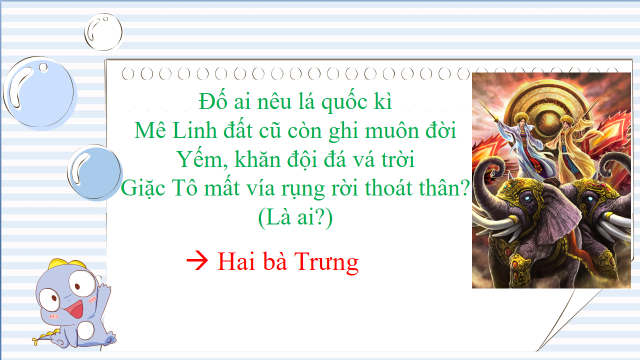 Đố ai nêu lá quốc kì
Mê Linh đất cũ còn ghi muôn đời
Yếm, khăn đội đá vá trời
Giặc Tô mất vía rụng rời thoát thân?
(Là ai?)
→ Hai bà Trưng